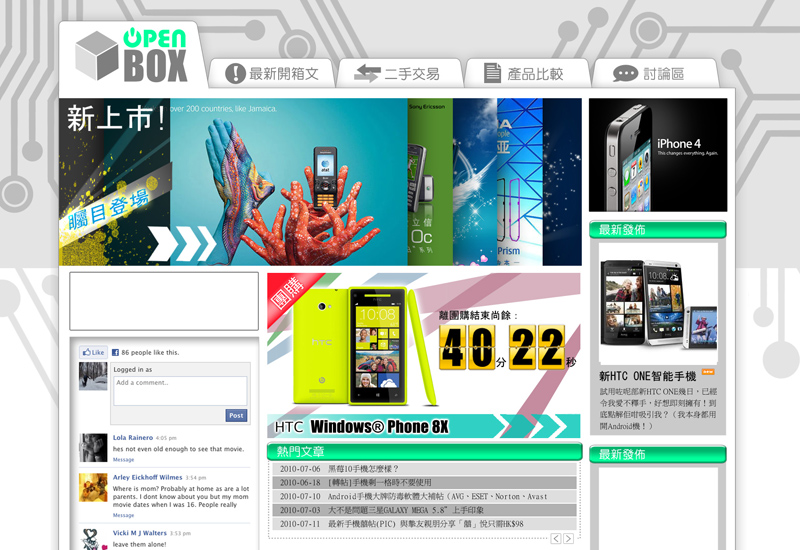 OPEN
BOX
最新開箱文
二手交易
產品比較
討論區
新上市!
over 200 countries, like Jamaica.
Sony Ericsson
at&t
矚目登場
iPhone 4
This changes everything. Again.
最新發佈
新HTC ONE智能手機
試用咗呢部新HTC ONE幾日，已經
令我愛不釋手，好想即刻擁有！到
底點解佢咁吸引我？（我本身都用
開Android機！）
最新發佈
團購
離團購結束尚餘：
40分22秒
hTC
10:08
HTC Windows® Phone 8X
熱門文章
2010-07-06 黑莓10手機怎麼樣？
2010-06-18 [轉帖]手機剩一格時不要使用
2010-07-10 Android手機大牌防毒軟體大補帖（AVG、ESET、Norton、Avast
2010-07-03 大不是問題三星GALAXY MEGA 5.8"上手印象
2010-07-11 最新手機囍帖(PIC) 與摯友親朋分享「囍」悅只需HK$98
Like
86 people like this.
Logged in as
Add a comment..
Post
Lola Rainero 4:05 pm
hes not even old enough to see that movie.
Message
Arley Eickhoff Wilmes 3:54 pm
Where is mom? Probably at home as are a lot
parents. I dont know about you but my mom
movie dates when I was 16. People really
Message
Vicki M J Walters 3:53 pm
leave them alone!